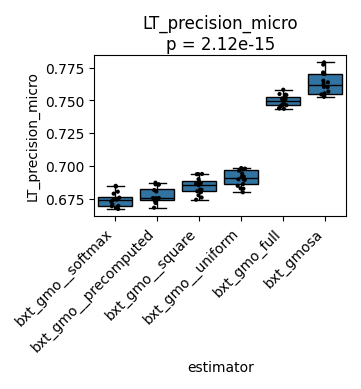 LT_precision_micro
p = 2.12e-15
LT_precision_micro
0.775
0.750
0.725
0.700
0.675
bxt_gmo__softmax
bxt_gmo__precomputed
bxt_gmo__square
bxt_gmo__uniform
bxt_gmo_full
bxt_gmosa
estimator